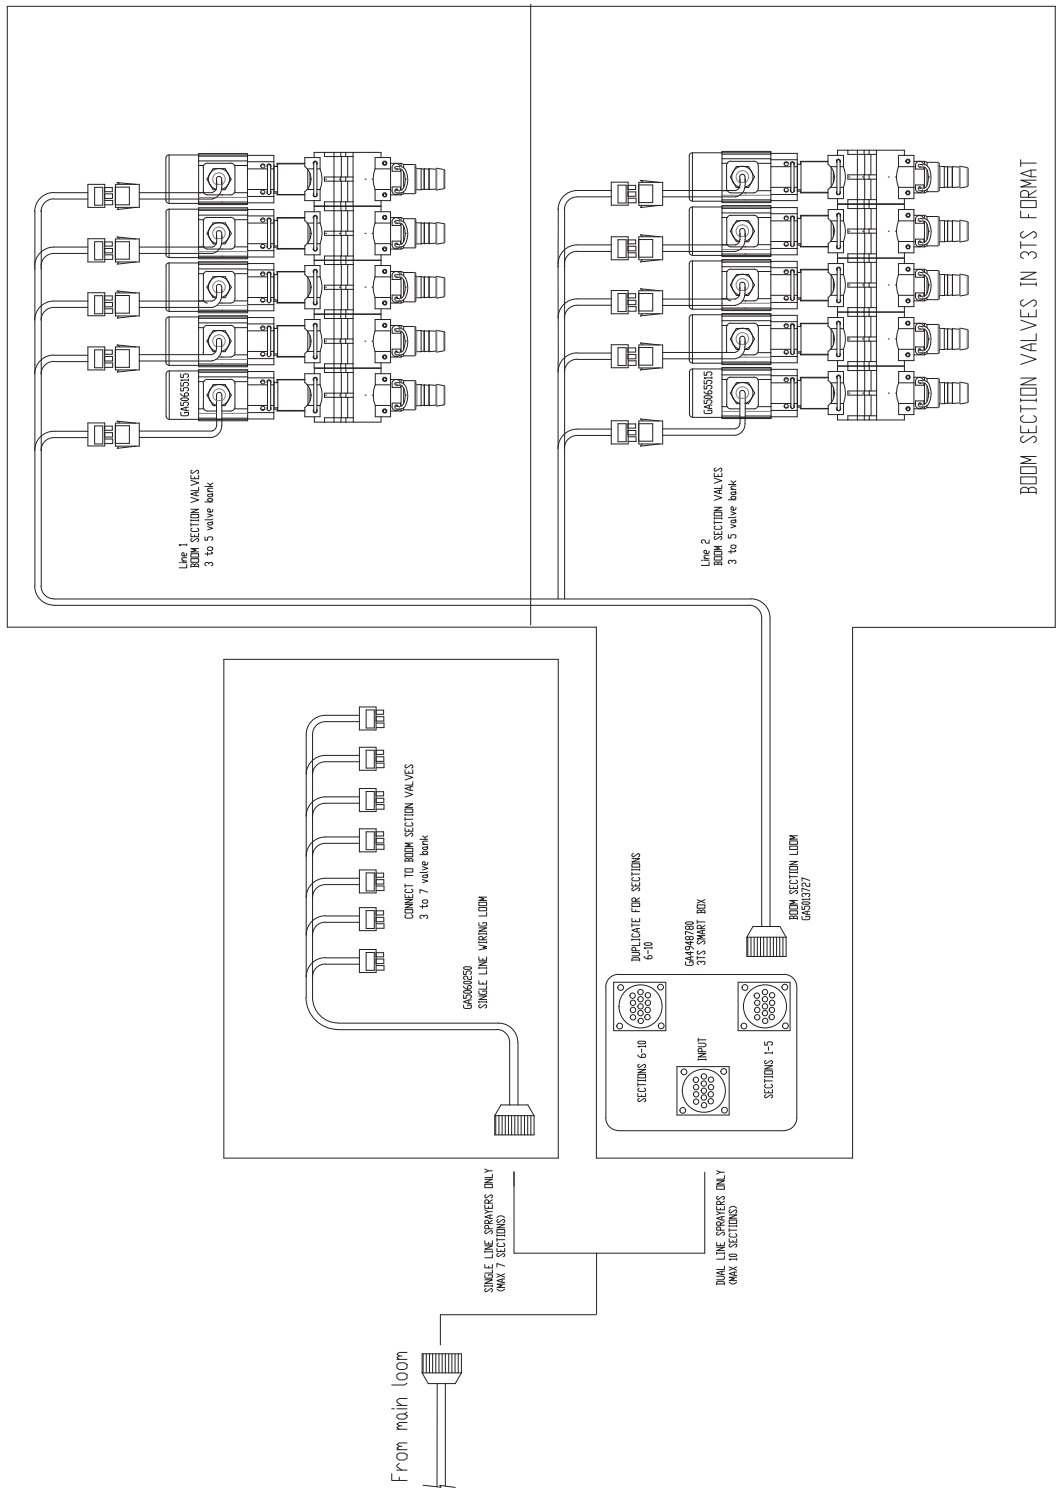 BOOM SECTION VALVES IN 3TS FORMAT
GA5065515
Line 1
BOOM SECTION VALVES
3 to 5 valve bank
GA5065515
Line 2
BOOM SECTION VALVES
3 to 5 valve bank
CONNECT TO BOOM SECTION VALVES
3 to 7 valve bank
GA5060250
SINGLE LINE WIRING LOOM
DUPLICATE FOR SECTIONS
6-10
GA4948780
3TS SMART BOX
BOOM SECTION LOOM
GA5013727
SECTIONS 6-10
INPUT
SECTIONS 1-5
SINGLE LINE SPRAYERS ONLY
(MAX 7 SECTIONS)
DUAL LINE SPRAYERS ONLY
(MAX 10 SECTIONS)
From main loom